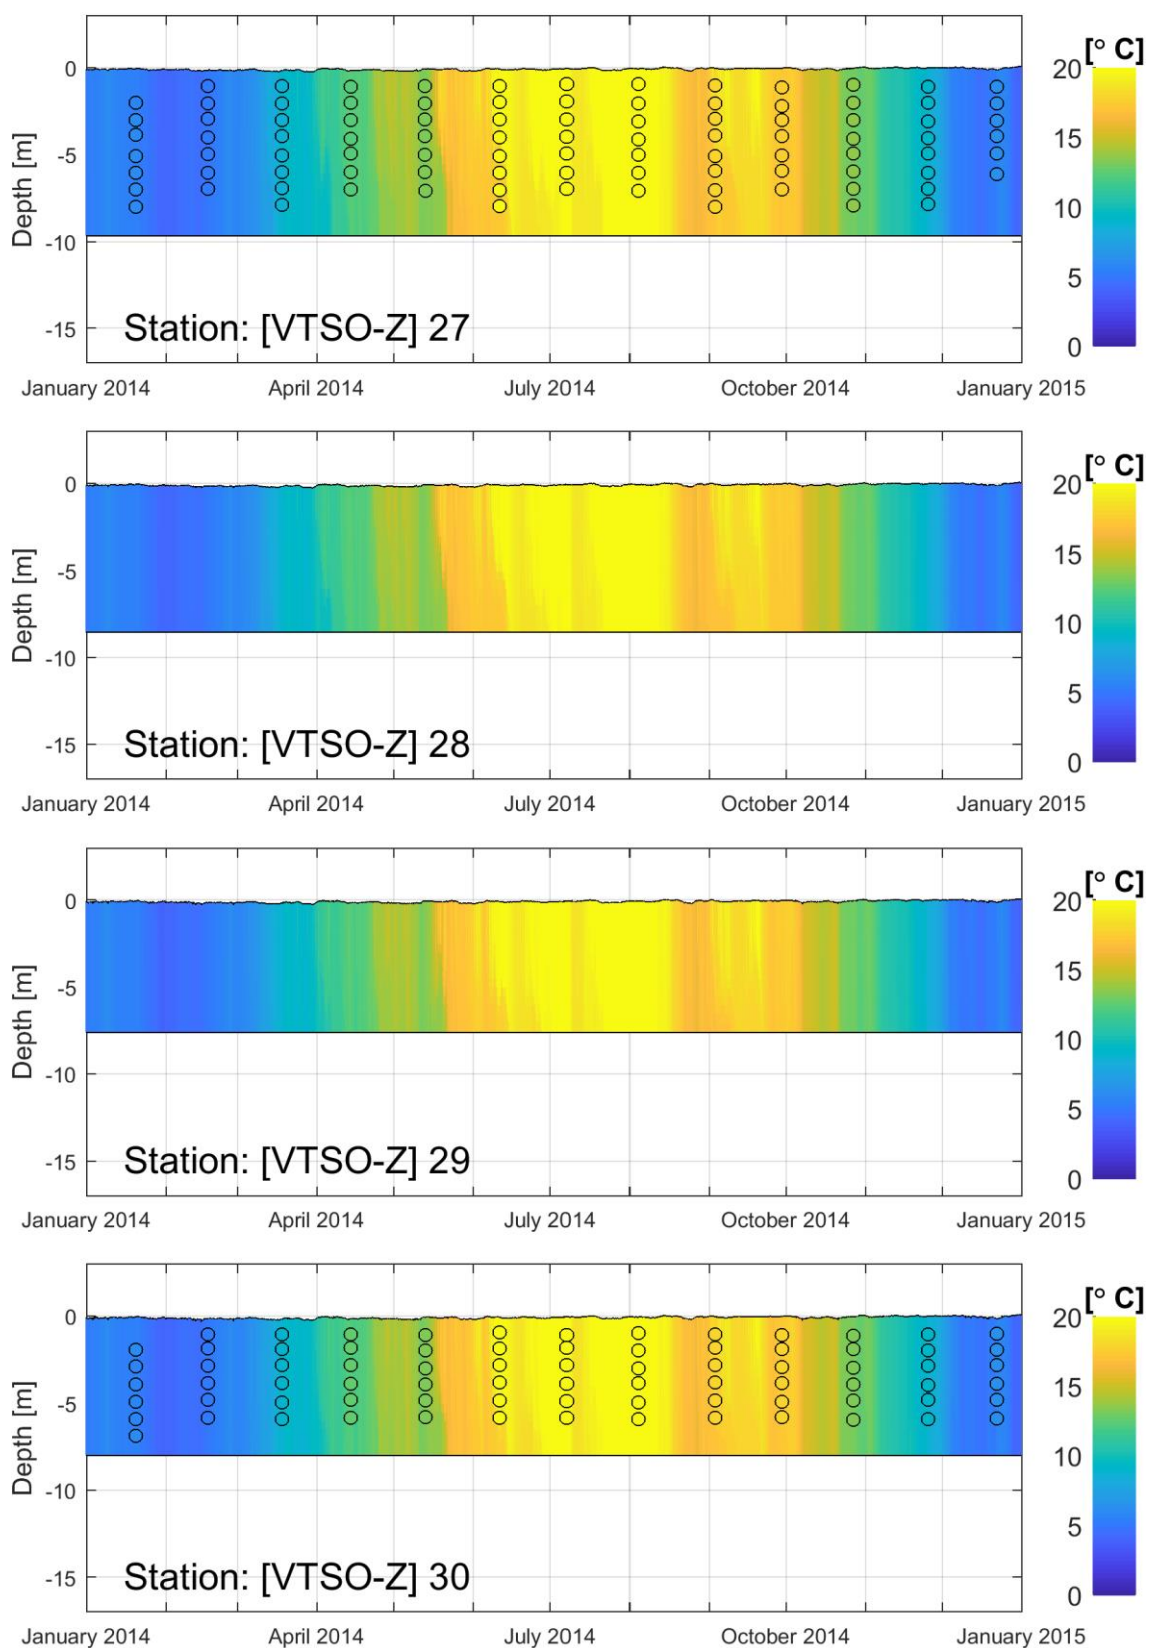 [° C]
0
-5
-10
-15
Depth [m]
Station: [VTSO-Z] 27
January 2014 April 2014 July 2014 October 2014 January 2015
20
15
10
5
0
[° C]
0
-5
-10
-15
Depth [m]
Station: [VTSO-Z] 28
January 2014 April 2014 July 2014 October 2014 January 2015
20
15
10
5
0
[° C]
0
-5
-10
-15
Depth [m]
Station: [VTSO-Z] 29
January 2014 April 2014 July 2014 October 2014 January 2015
20
15
10
5
0
[° C]
0
-5
-10
-15
Depth [m]
Station: [VTSO-Z] 30
January 2014 April 2014 July 2014 October 2014 January 2015
20
15
10
5
0